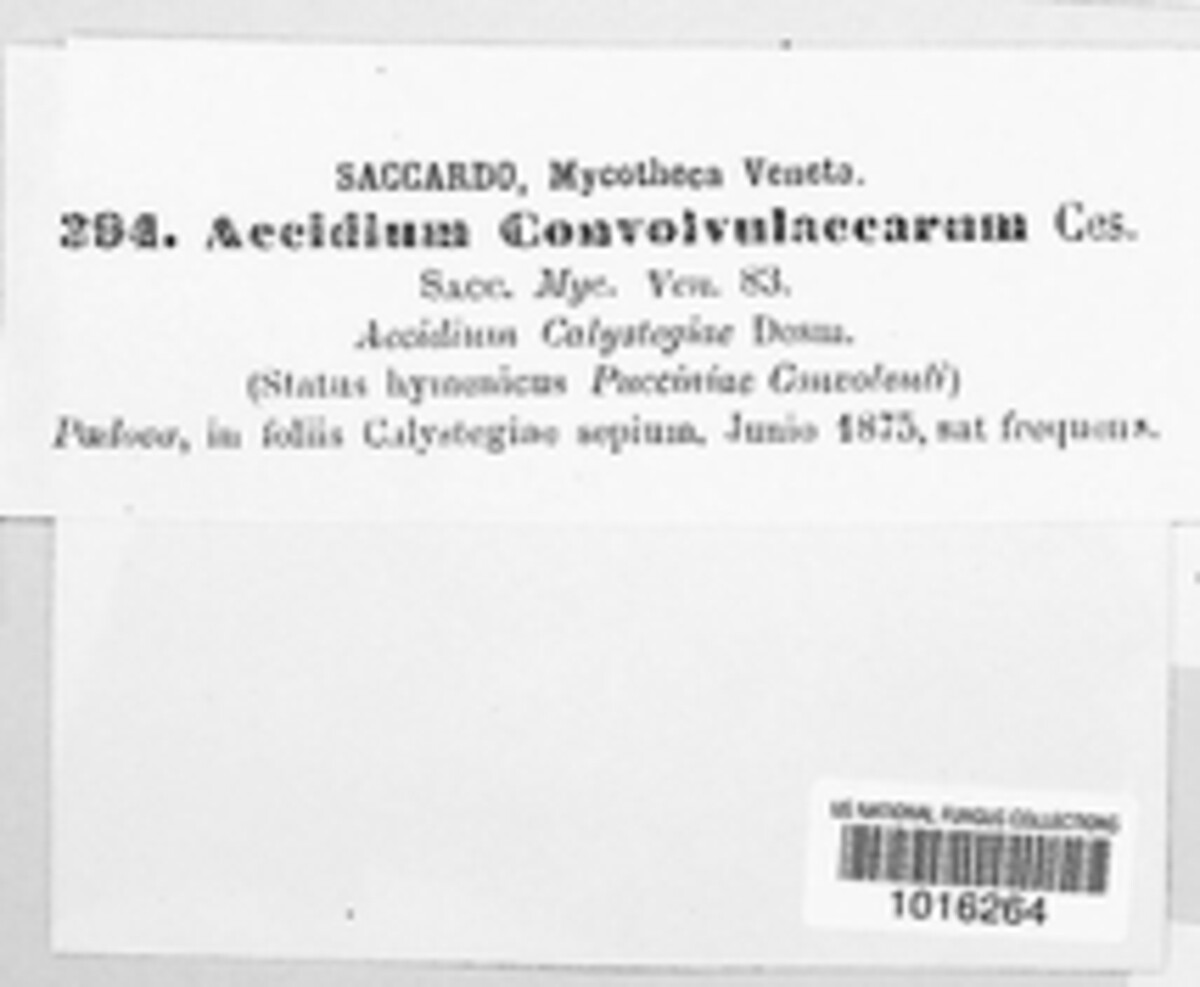 SACCARDO, Mycotheca Veneta.
294. Aecidium Convolvulacearum Ces.
Sacc. Myc. Ven. 83.
Aecidium Calystegiae Desm.
(Status hymenicus Pucciniae Convolvuli)
Padova, in foliis Calystegiae sepium, Junio 1875, sat frequens.
US NATIONAL FUNGUS COLLECTIONS
1016264